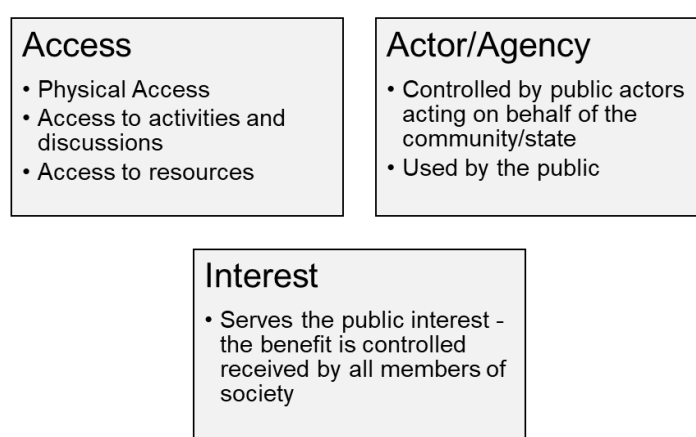 Access
• Physical Access
• Access to activities and
discussions
• Access to resources
Actor/Agency
• Controlled by public actors
acting on behalf of the
community/state
• Used by the public
Interest
• Serves the public interest -
the benefit is controlled
received by all members of
society